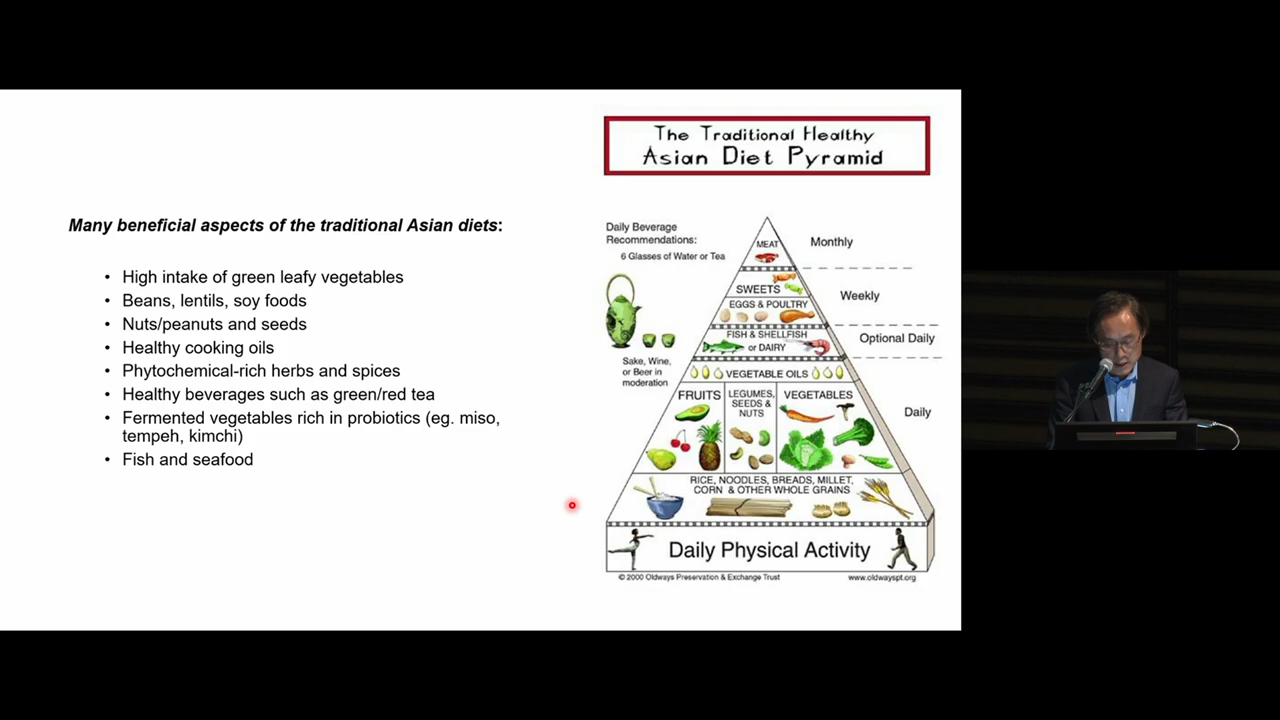 The Traditional Healthy
Asian Diet Pyramid
Many beneficial aspects of the traditional Asian diets:
• High intake of green leafy vegetables
• Beans, lentils, soy foods
• Nuts/peanuts and seeds
• Healthy cooking oils
• Phytochemical-rich herbs and spices
• Healthy beverages such as green/red tea
• Fermented vegetables rich in probiotics (eg. miso,
tempeh, kimchi)
• Fish and seafood
Daily Beverage
Recommendations:
6 Glasses of Water or Tea
Sake, Wine,
or Beer in
moderation
MEAT
Monthly
SWEETS
EGGS & POULTRY
Weekly
FISH & SHELLFISH
or DAIRY
Optional Daily
VEGETABLE OILS
FRUITS
LEGUMES,
SEEDS &
NUTS
VEGETABLES
Daily
RICE, NOODLES, BREADS, MILLET,
CORN & OTHER WHOLE GRAINS
Daily Physical Activity
© 2000 Oldways Preservation & Exchange Trust
www.oldwayspt.org